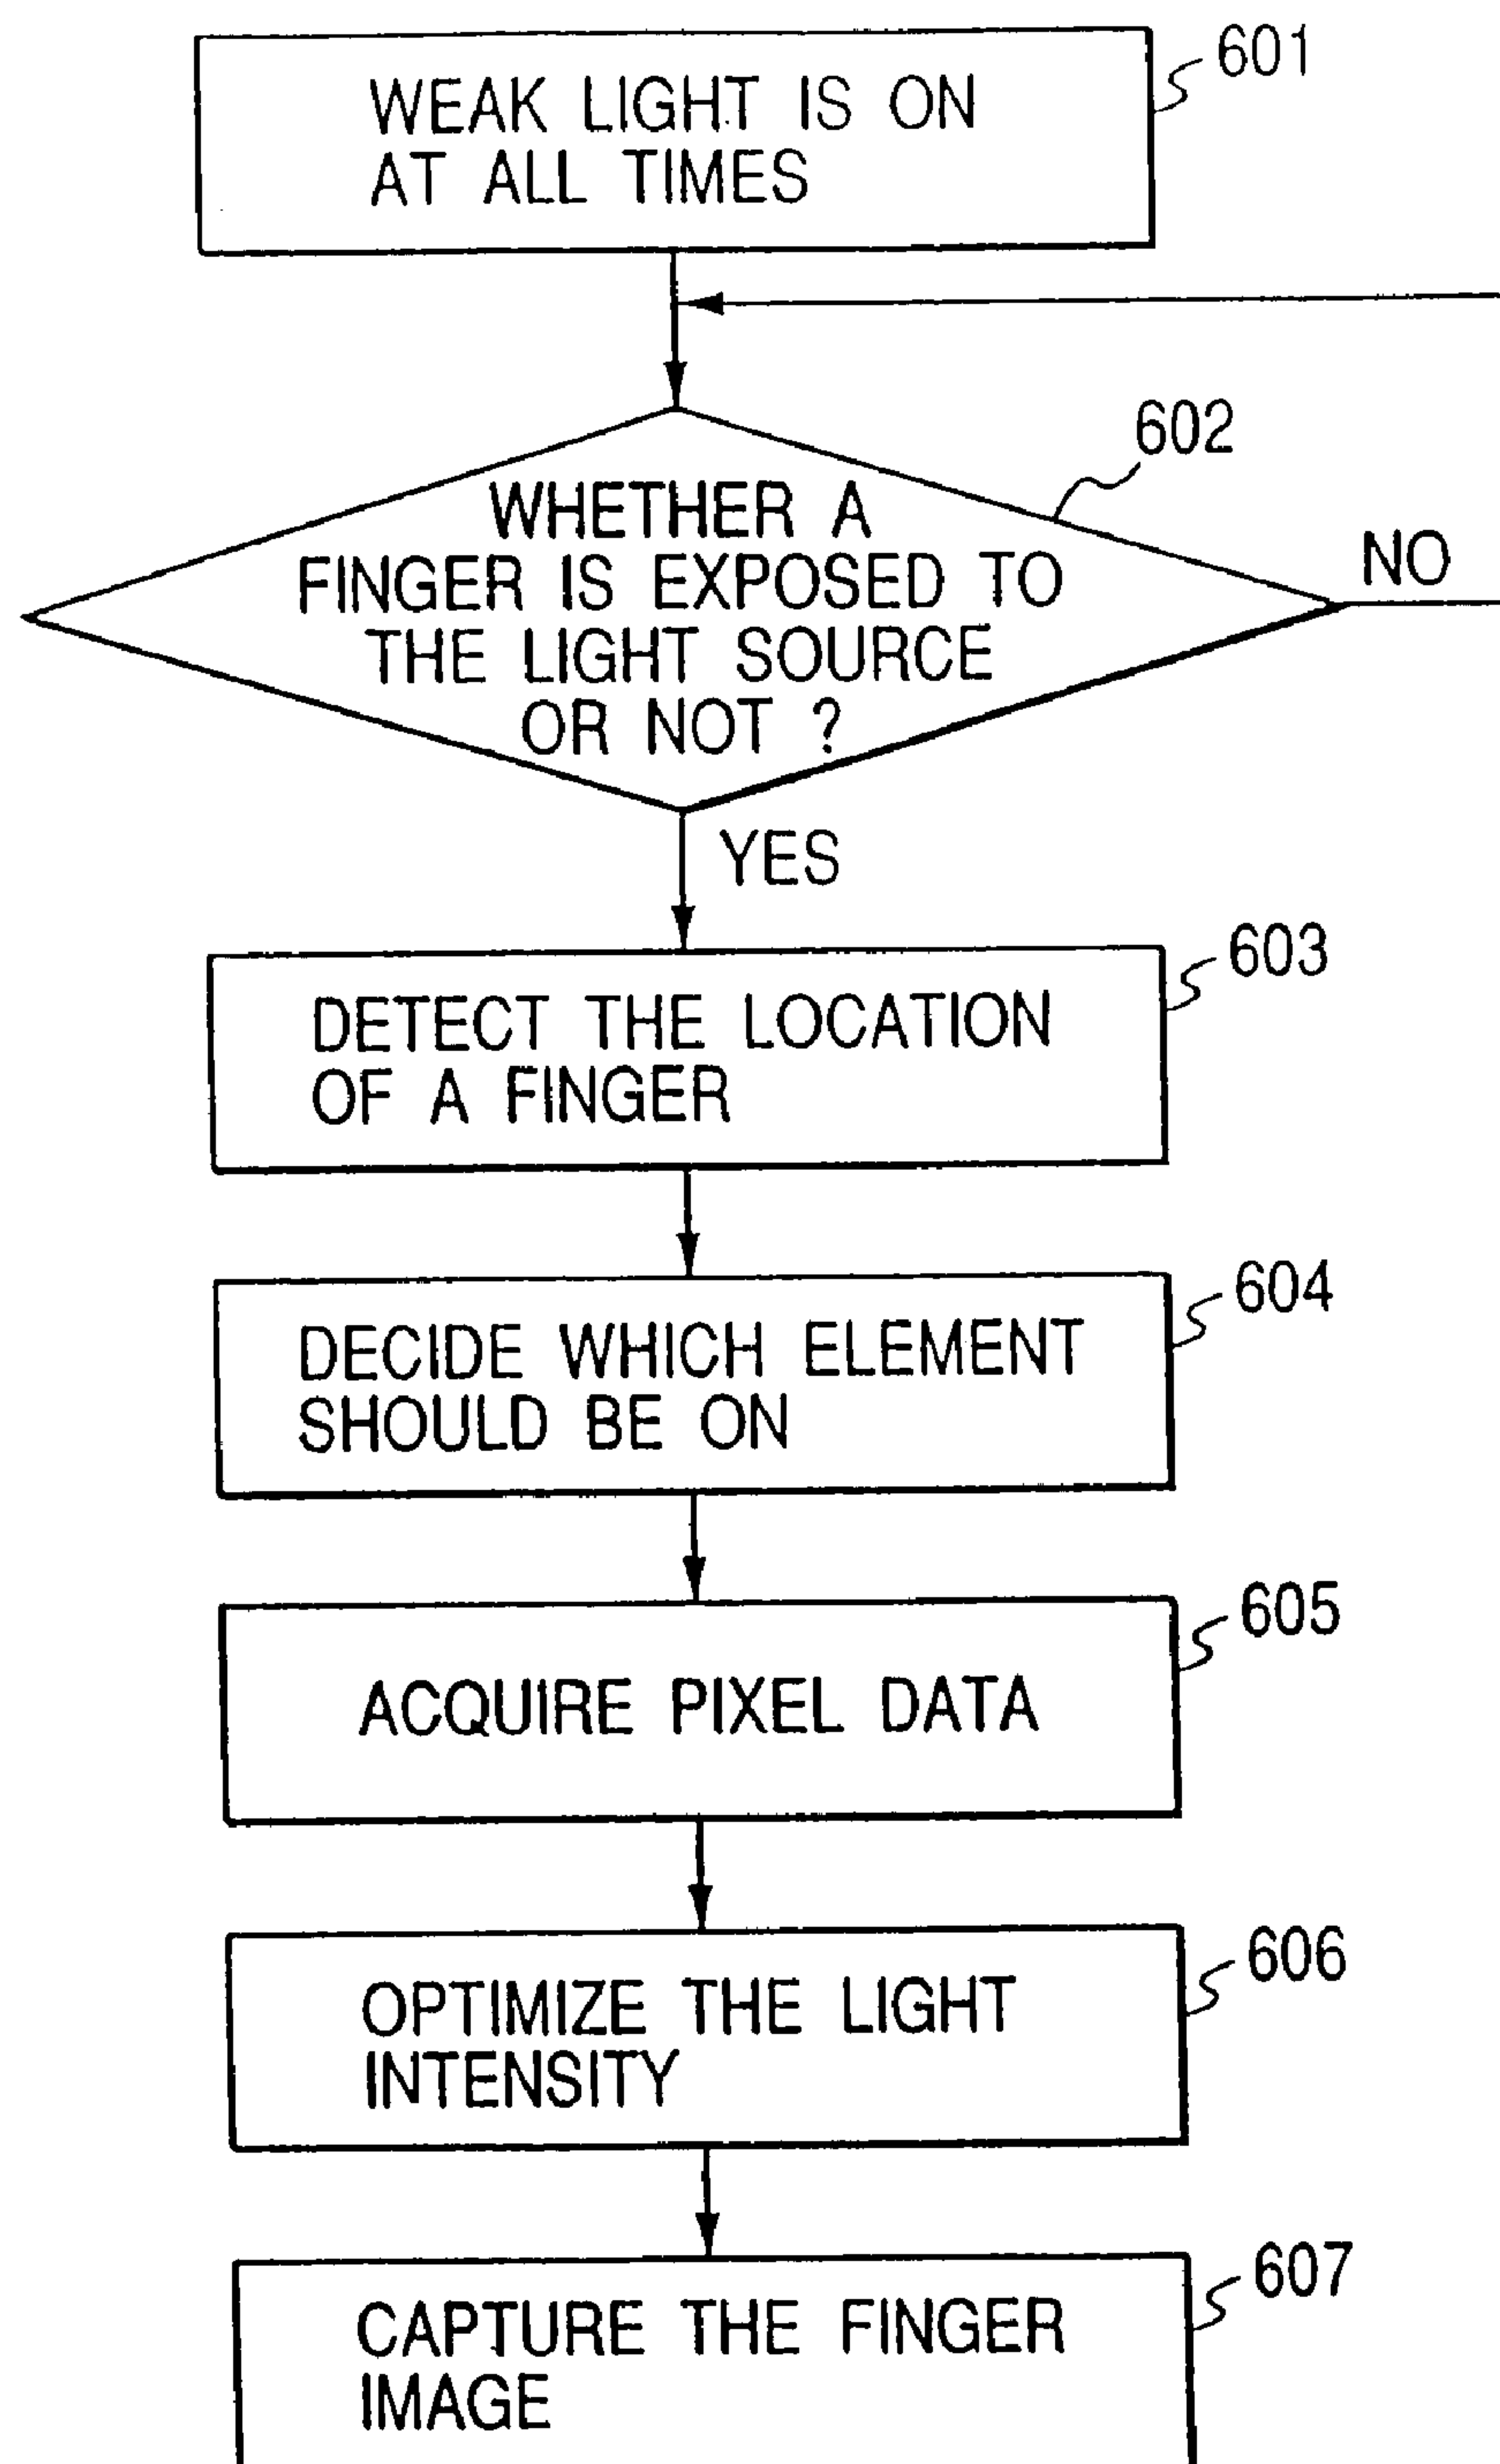 601
WEAK LIGHT IS ON
AT ALL TIMES
602
WHETHER A
FINGER IS EXPOSED TO
THE LIGHT SOURCE
OR NOT ?
NO
YES
603
DETECT THE LOCATION
OF A FINGER
604
DECIDE WHICH ELEMENT
SHOULD BE ON
605
ACQUIRE PIXEL DATA
606
OPTIMIZE THE LIGHT
INTENSITY
607
CAPTURE THE FINGER
IMAGE